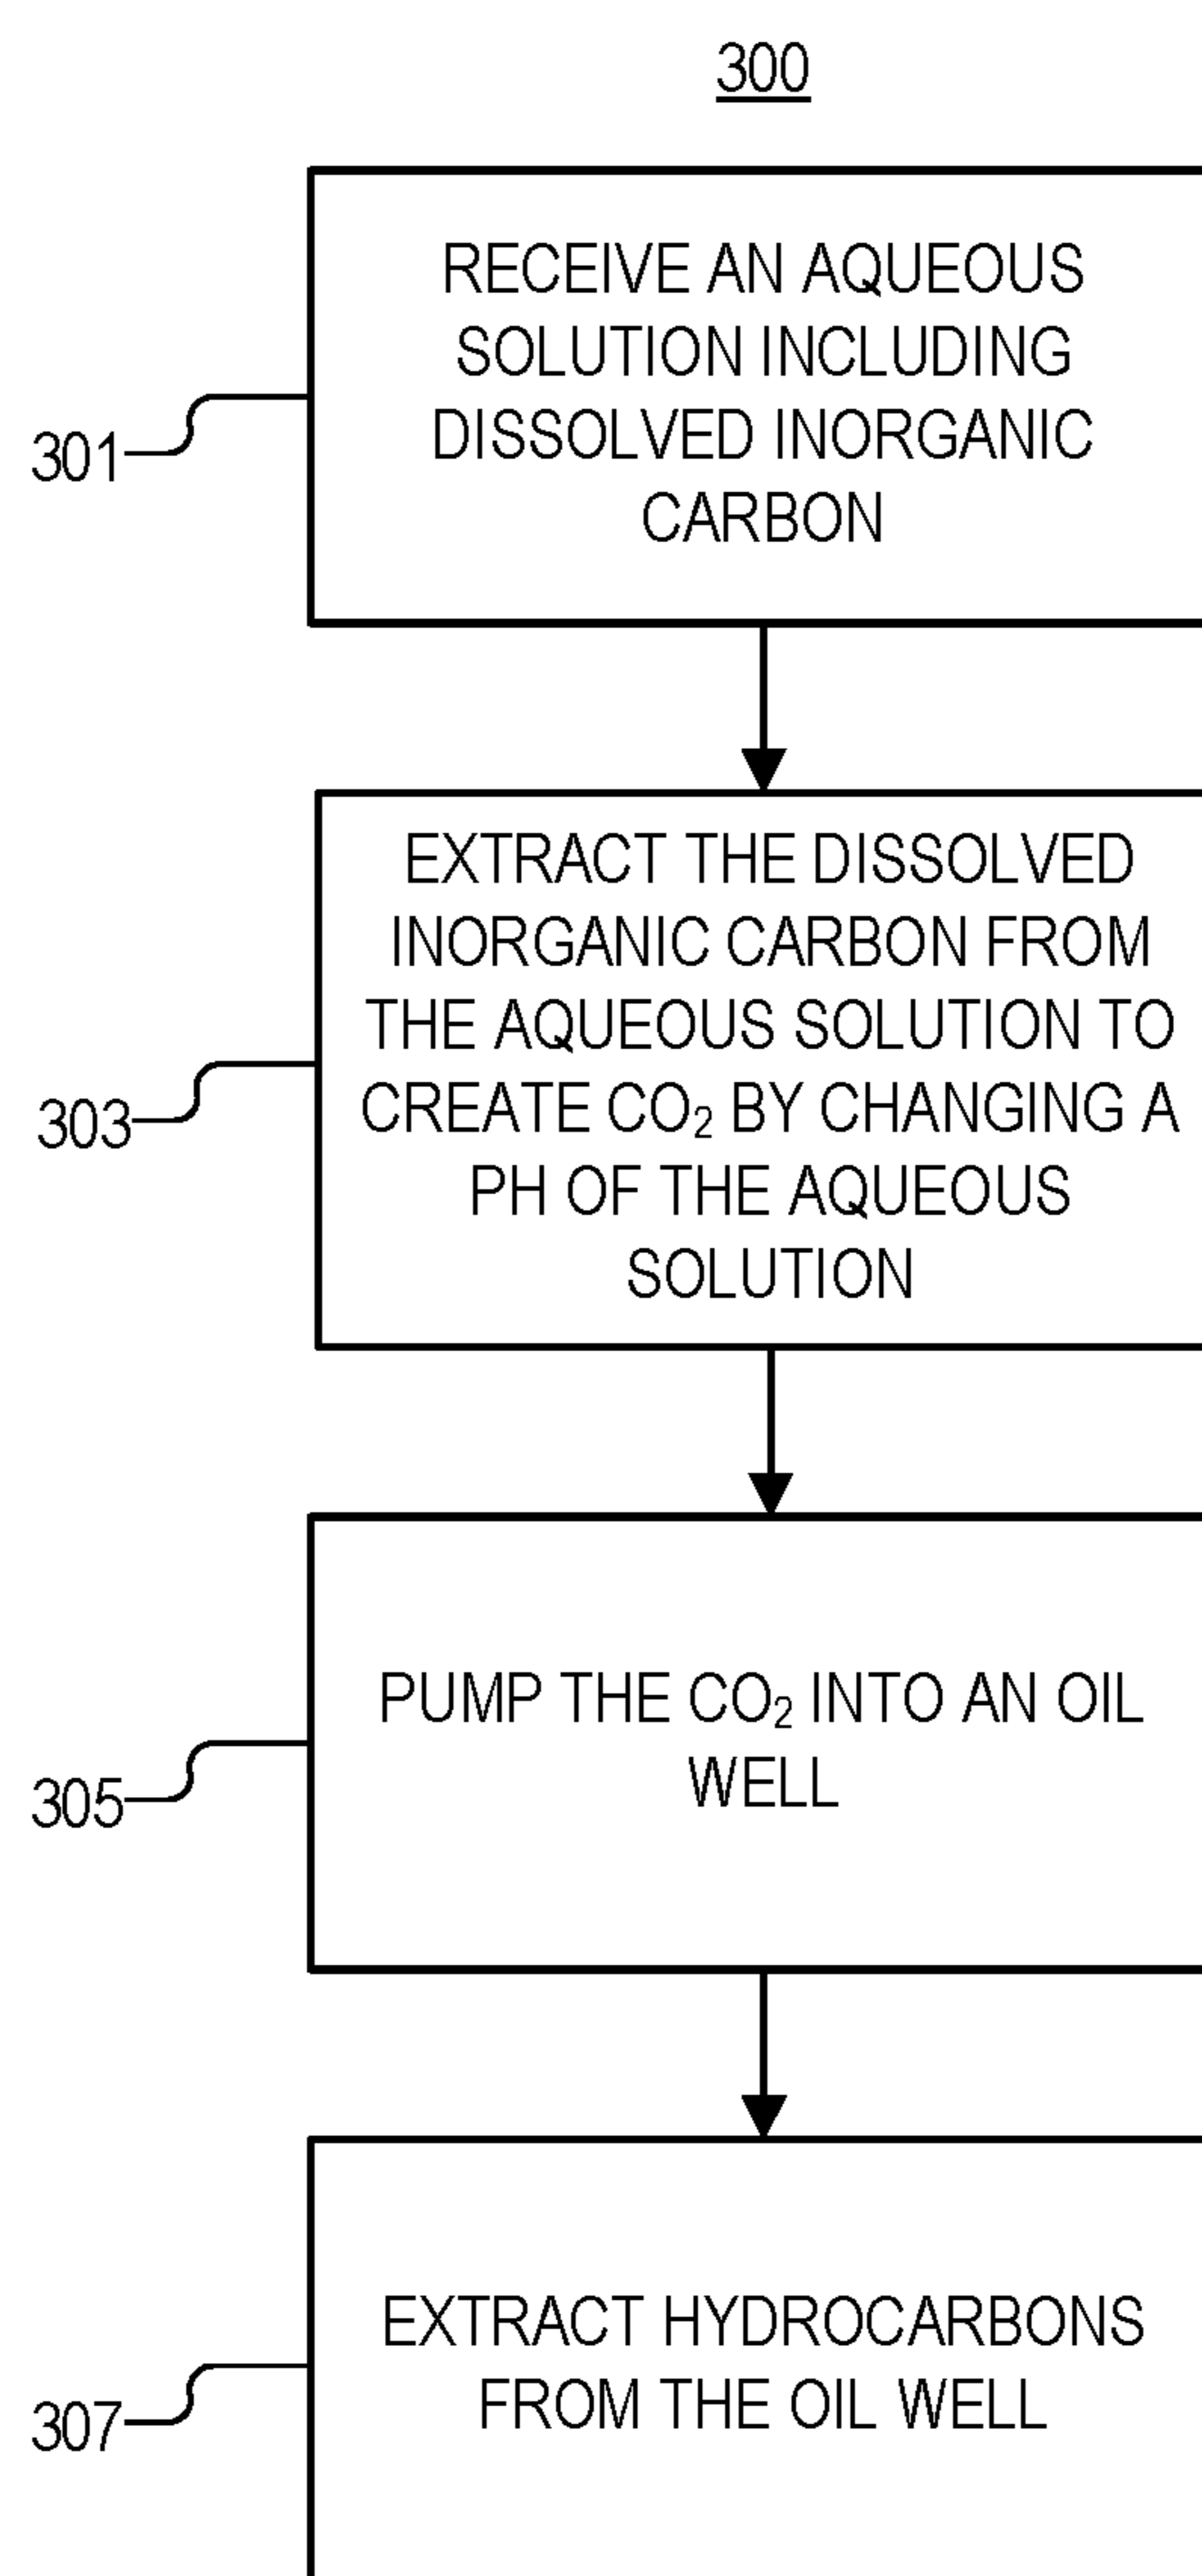 300
RECEIVE AN AQUEOUS
SOLUTION INCLUDING
DISSOLVED INORGANIC
CARBON
301
EXTRACT THE DISSOLVED
INORGANIC CARBON FROM
THE AQUEOUS SOLUTION TO
CREATE CO₂ BY CHANGING A
PH OF THE AQUEOUS
SOLUTION
303
PUMP THE CO₂ INTO AN OIL
WELL
305
EXTRACT HYDROCARBONS
FROM THE OIL WELL
307